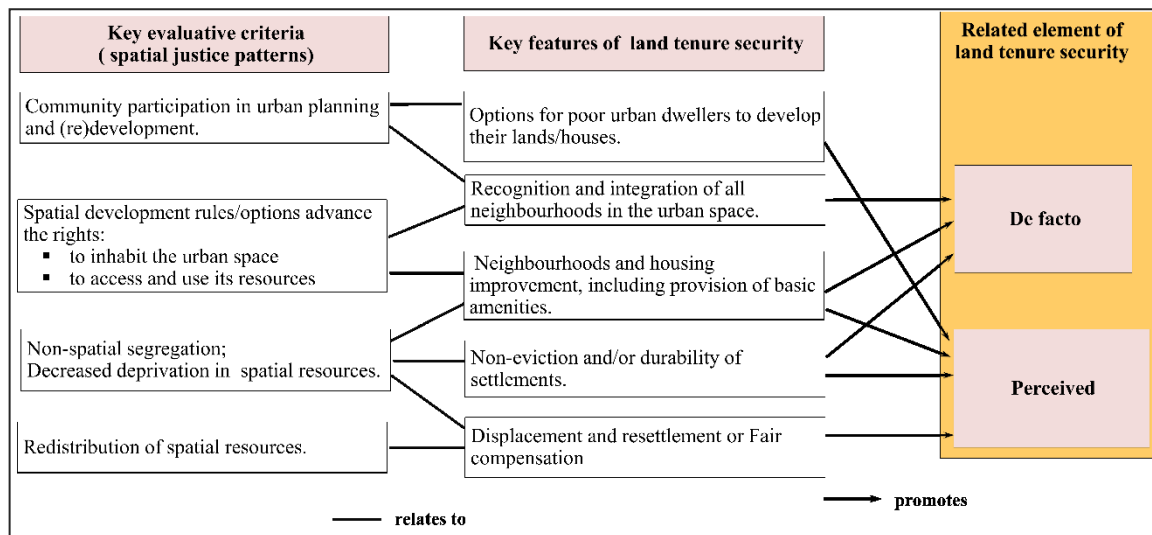 Key evaluative criteria
( spatial justice patterns)
Key features of  land tenure security
Related element of
land tenure security
Community participation in urban planning
and (re)development.
Options for poor urban dwellers to develop
their lands/houses.
Recognition and integration of all
neighbourhoods in the urban space.
De facto
Spatial development rules/options advance
the rights:
▪ to inhabit the urban space
▪ to access and use its resources
Neighbourhoods and housing
improvement, including provision of basic
amenities.
Non-spatial segregation;
Decreased deprivation in  spatial resources.
Non-eviction and/or durability of
settlements.
Perceived
Redistribution of spatial resources.
Displacement and resettlement or Fair
compensation
relates to
promotes